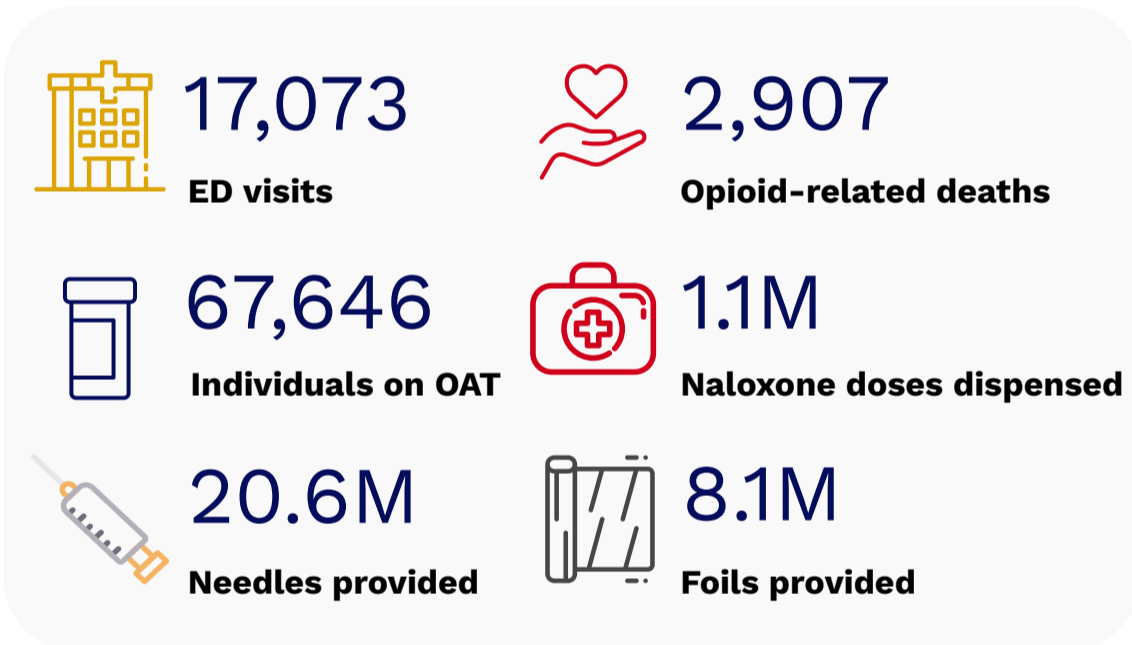 17,073
ED visits
2,907
Opioid-related deaths
67,646
Individuals on OAT
1.1M
Naloxone doses dispensed
20.6M
Needles provided
8.1M
Foils provided